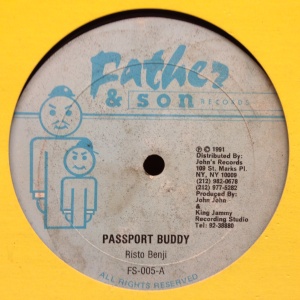 Father
& son
RECORDS
℗ © 1991
Distributed By:
John's Records
109 St. Marks Pl.
NY, NY 10009
(212) 982-0678
(212) 977-5282
Produced By:
John John
&
King Jammy
Recording Studio
Tel: 92-38880
PASSPORT BUDDY
Risto Benji
FS-005-A
ALL RIGHTS RESERVED